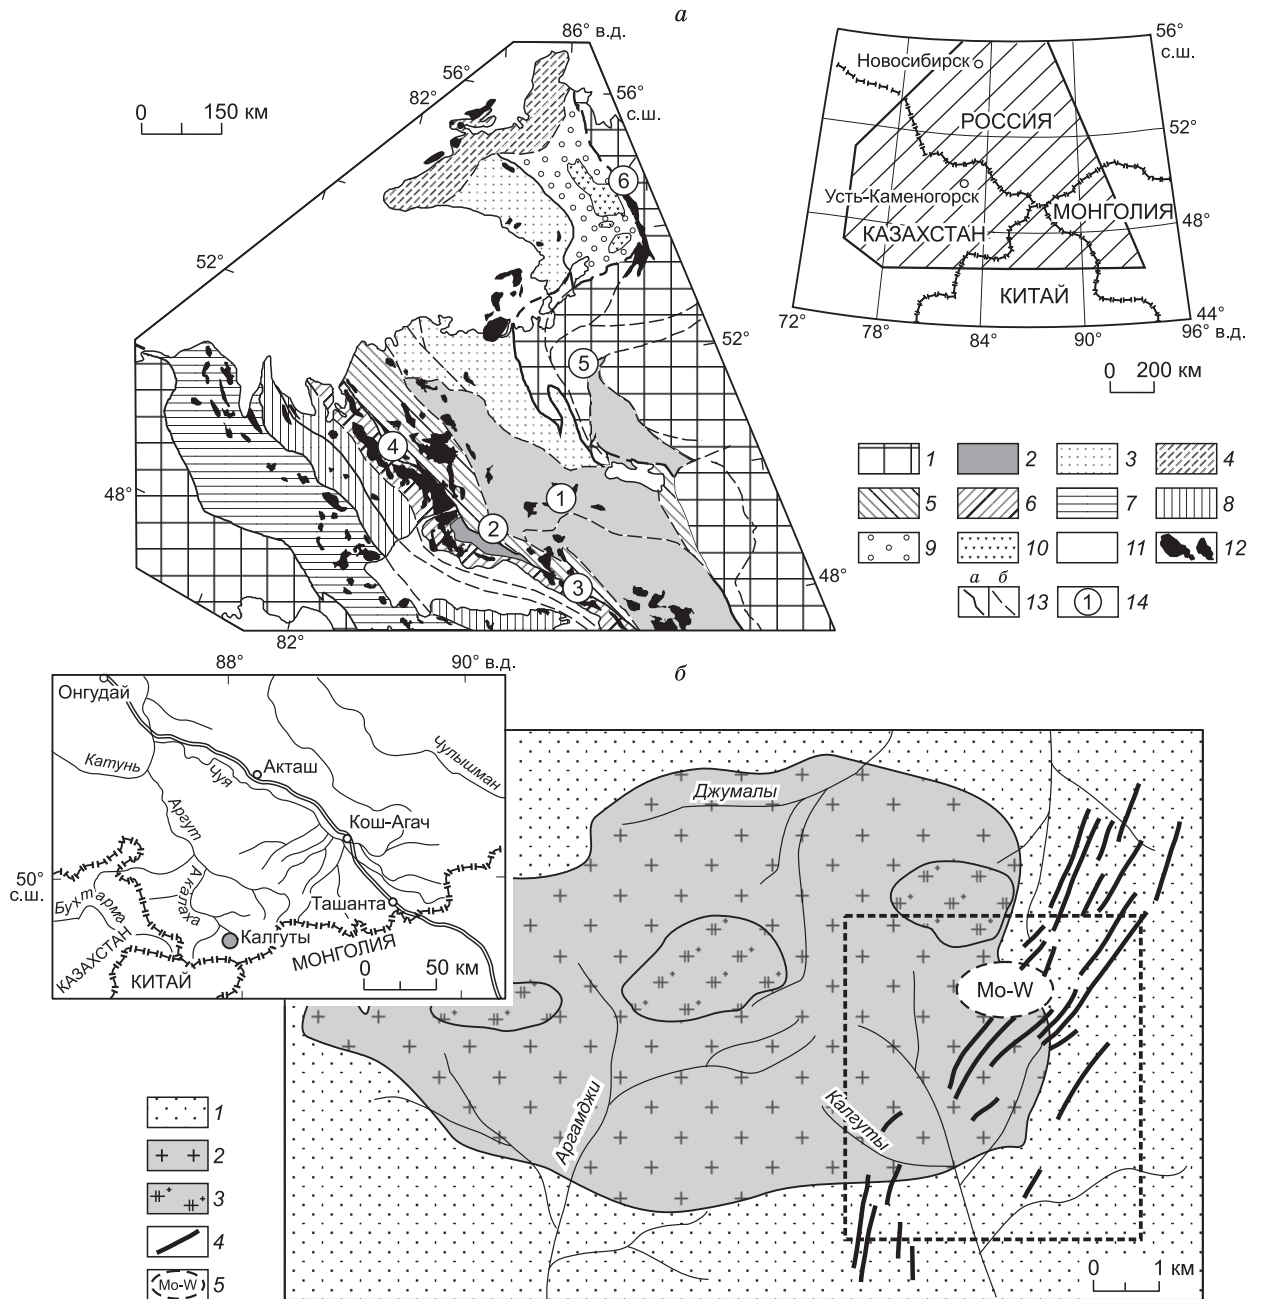 а
86° в.д.
56°
82°
56°
с.ш.
0 150 км
6
52°
52°
5
4
48°
1
2
3
48°
82°
56°
с.ш.
Новосибирск
РОССИЯ
52°
Усть-Каменогорск
МОНГОЛИЯ
48°
КАЗАХСТАН
КИТАЙ
44°
72°
78°
84°
90°
96° в.д.
0 200 км
1 2 3 4
5 6 7 8
9 10 11 12
а б
13 1 14
б
88° 90° в.д.
Онгудай
Чулышман
Катунь
Чуя
Акташ
Аргут
Кош-Агач
50°
с.ш.
Акалаха
Бухтарма
Ташанта
Калгуты
КАЗАХСТАН
КИТАЙ
МОНГОЛИЯ
0 50 км
Джумалы
Mo-W
Аргамджи
Калгуты
0 1 км
1
2
3
4
Mo-W 5